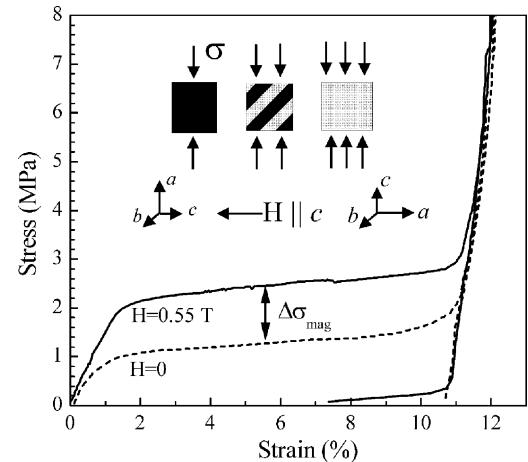 σ
a
b
c
H || c
c
b
a
H=0.55 T
Δσmag
H=0
Stress (MPa)
8
7
6
5
4
3
2
1
0
0 2 4 6 8 10 12
Strain (%)